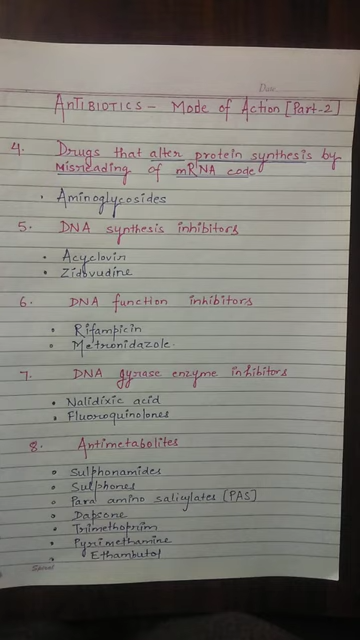 Date
ANTIBIOTICS - Mode of Action [Part-2]
4. Drugs that alter protein synthesis by
Misreading of mRNA code
• Aminoglycosides
5. DNA synthesis inhibitors
• Acyclovir
• Zidovudine
6. DNA function inhibitors
• Rifampicin
• Metronidazole.
7. DNA gyrase enzyme inhibitors
• Nalidixic acid
• Fluoroquinolones
8. Antimetabolites
• Sulphonamides
• Sulphones
• Para amino salicylates [PAS]
• Dapsone
• Trimethoprim
• Pyrimethamine
• Ethambutol
Spiral